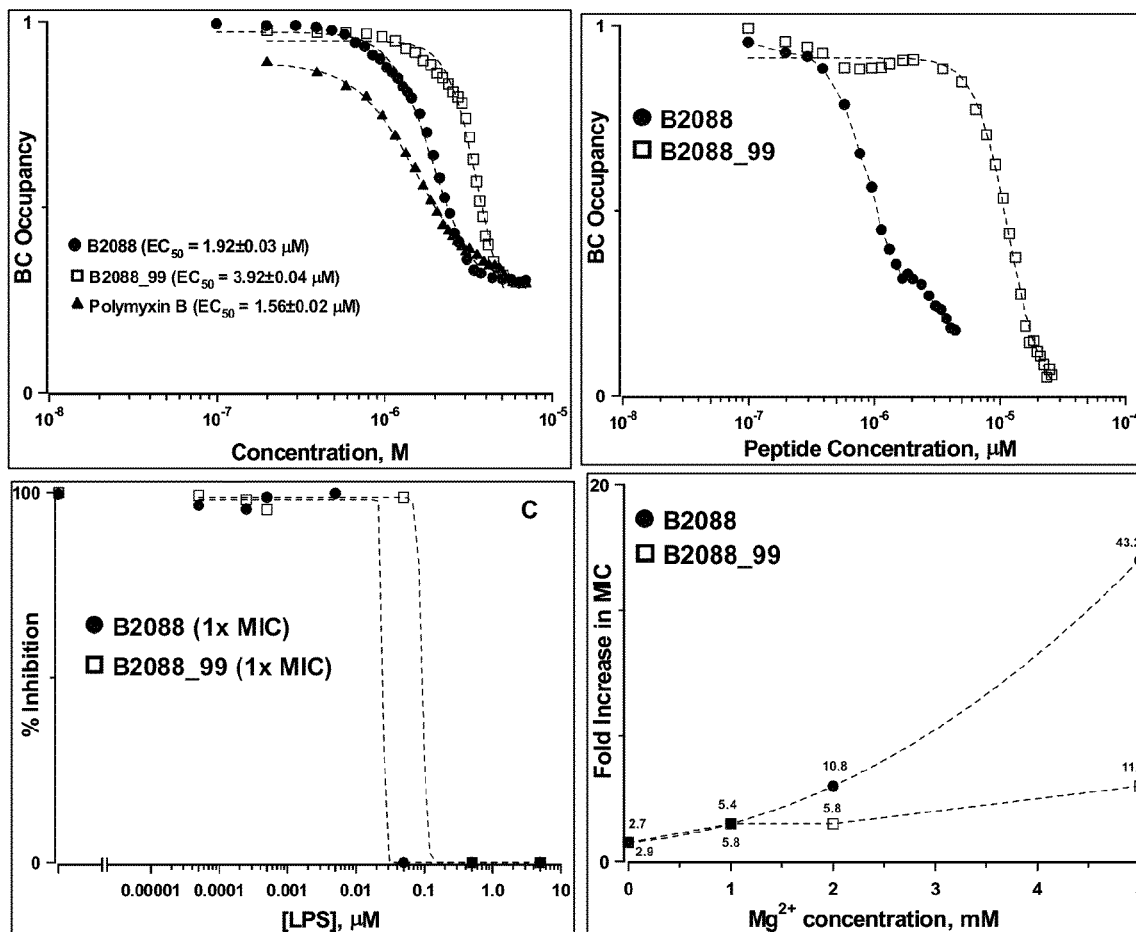 1
BC Occupancy
B2088 (EC50 = 1.92±0.03 µM)
B2088_99 (EC50 = 3.92±0.04 µM)
Polymyxin B (EC50 = 1.56±0.02 µM)
0
10-8
10-7
10-6
10-5
Concentration, M
1
BC Occupancy
B2088
B2088_99
0
10-8
10-7
10-6
10-5
Peptide Concentration, µM
100
C
% Inhibition
B2088 (1x MIC)
B2088_99 (1x MIC)
0
0.00001
0.0001
0.001
0.01
0.1
1.0
10
[LPS], µM
20
Fold Increase in MIC
B2088
B2088_99
10.8
5.4
5.8
5.8
2.7
2.9
0
0
1
2
3
4
Mg2+ concentration, mM